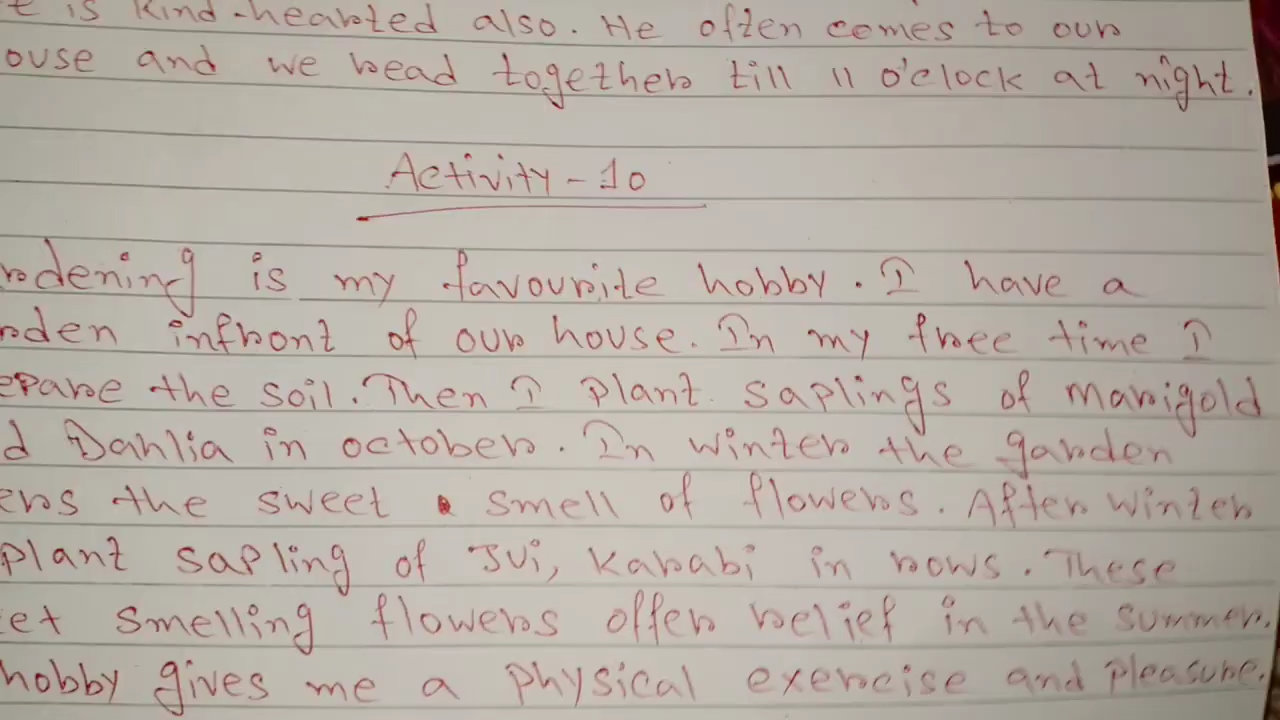 t is kind-hearted also. He often comes to our
ouse and we read together till 11 o'clock at night.
Activity - 10
rdening is my favourite hobby. I have a
rden infront of our house. In my free time I
epare the soil. Then I plant saplings of Marigold
d Dahlia in october. In winter the garden
ers the sweet smell of flowers. After winter
plant sapling of Jui, Karabi in rows. These
et smelling flowers offer relief in the summer.
hobby gives me a physical exercise and pleasure.